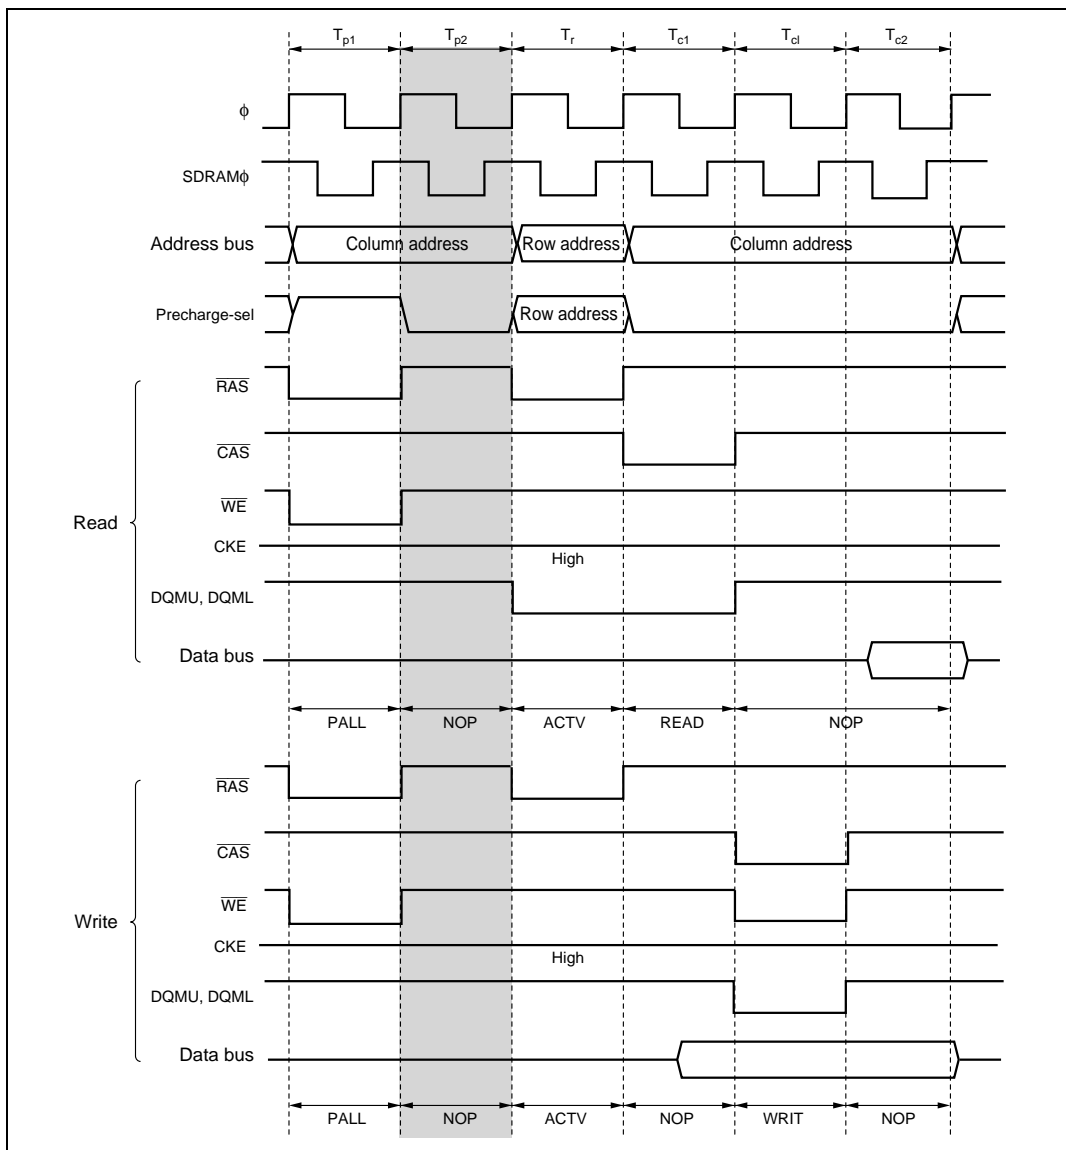 Tp1 Tp2 Tr Tc1 Tcl Tc2
ϕ
SDRAMϕ
Address bus Column address Row address Column address
Precharge-sel Row address
Read
RAS
CAS
WE
CKE High
DQMU, DQML
Data bus
PALL NOP ACTV READ NOP
Write
RAS
CAS
WE
CKE High
DQMU, DQML
Data bus
PALL NOP ACTV NOP WRIT NOP